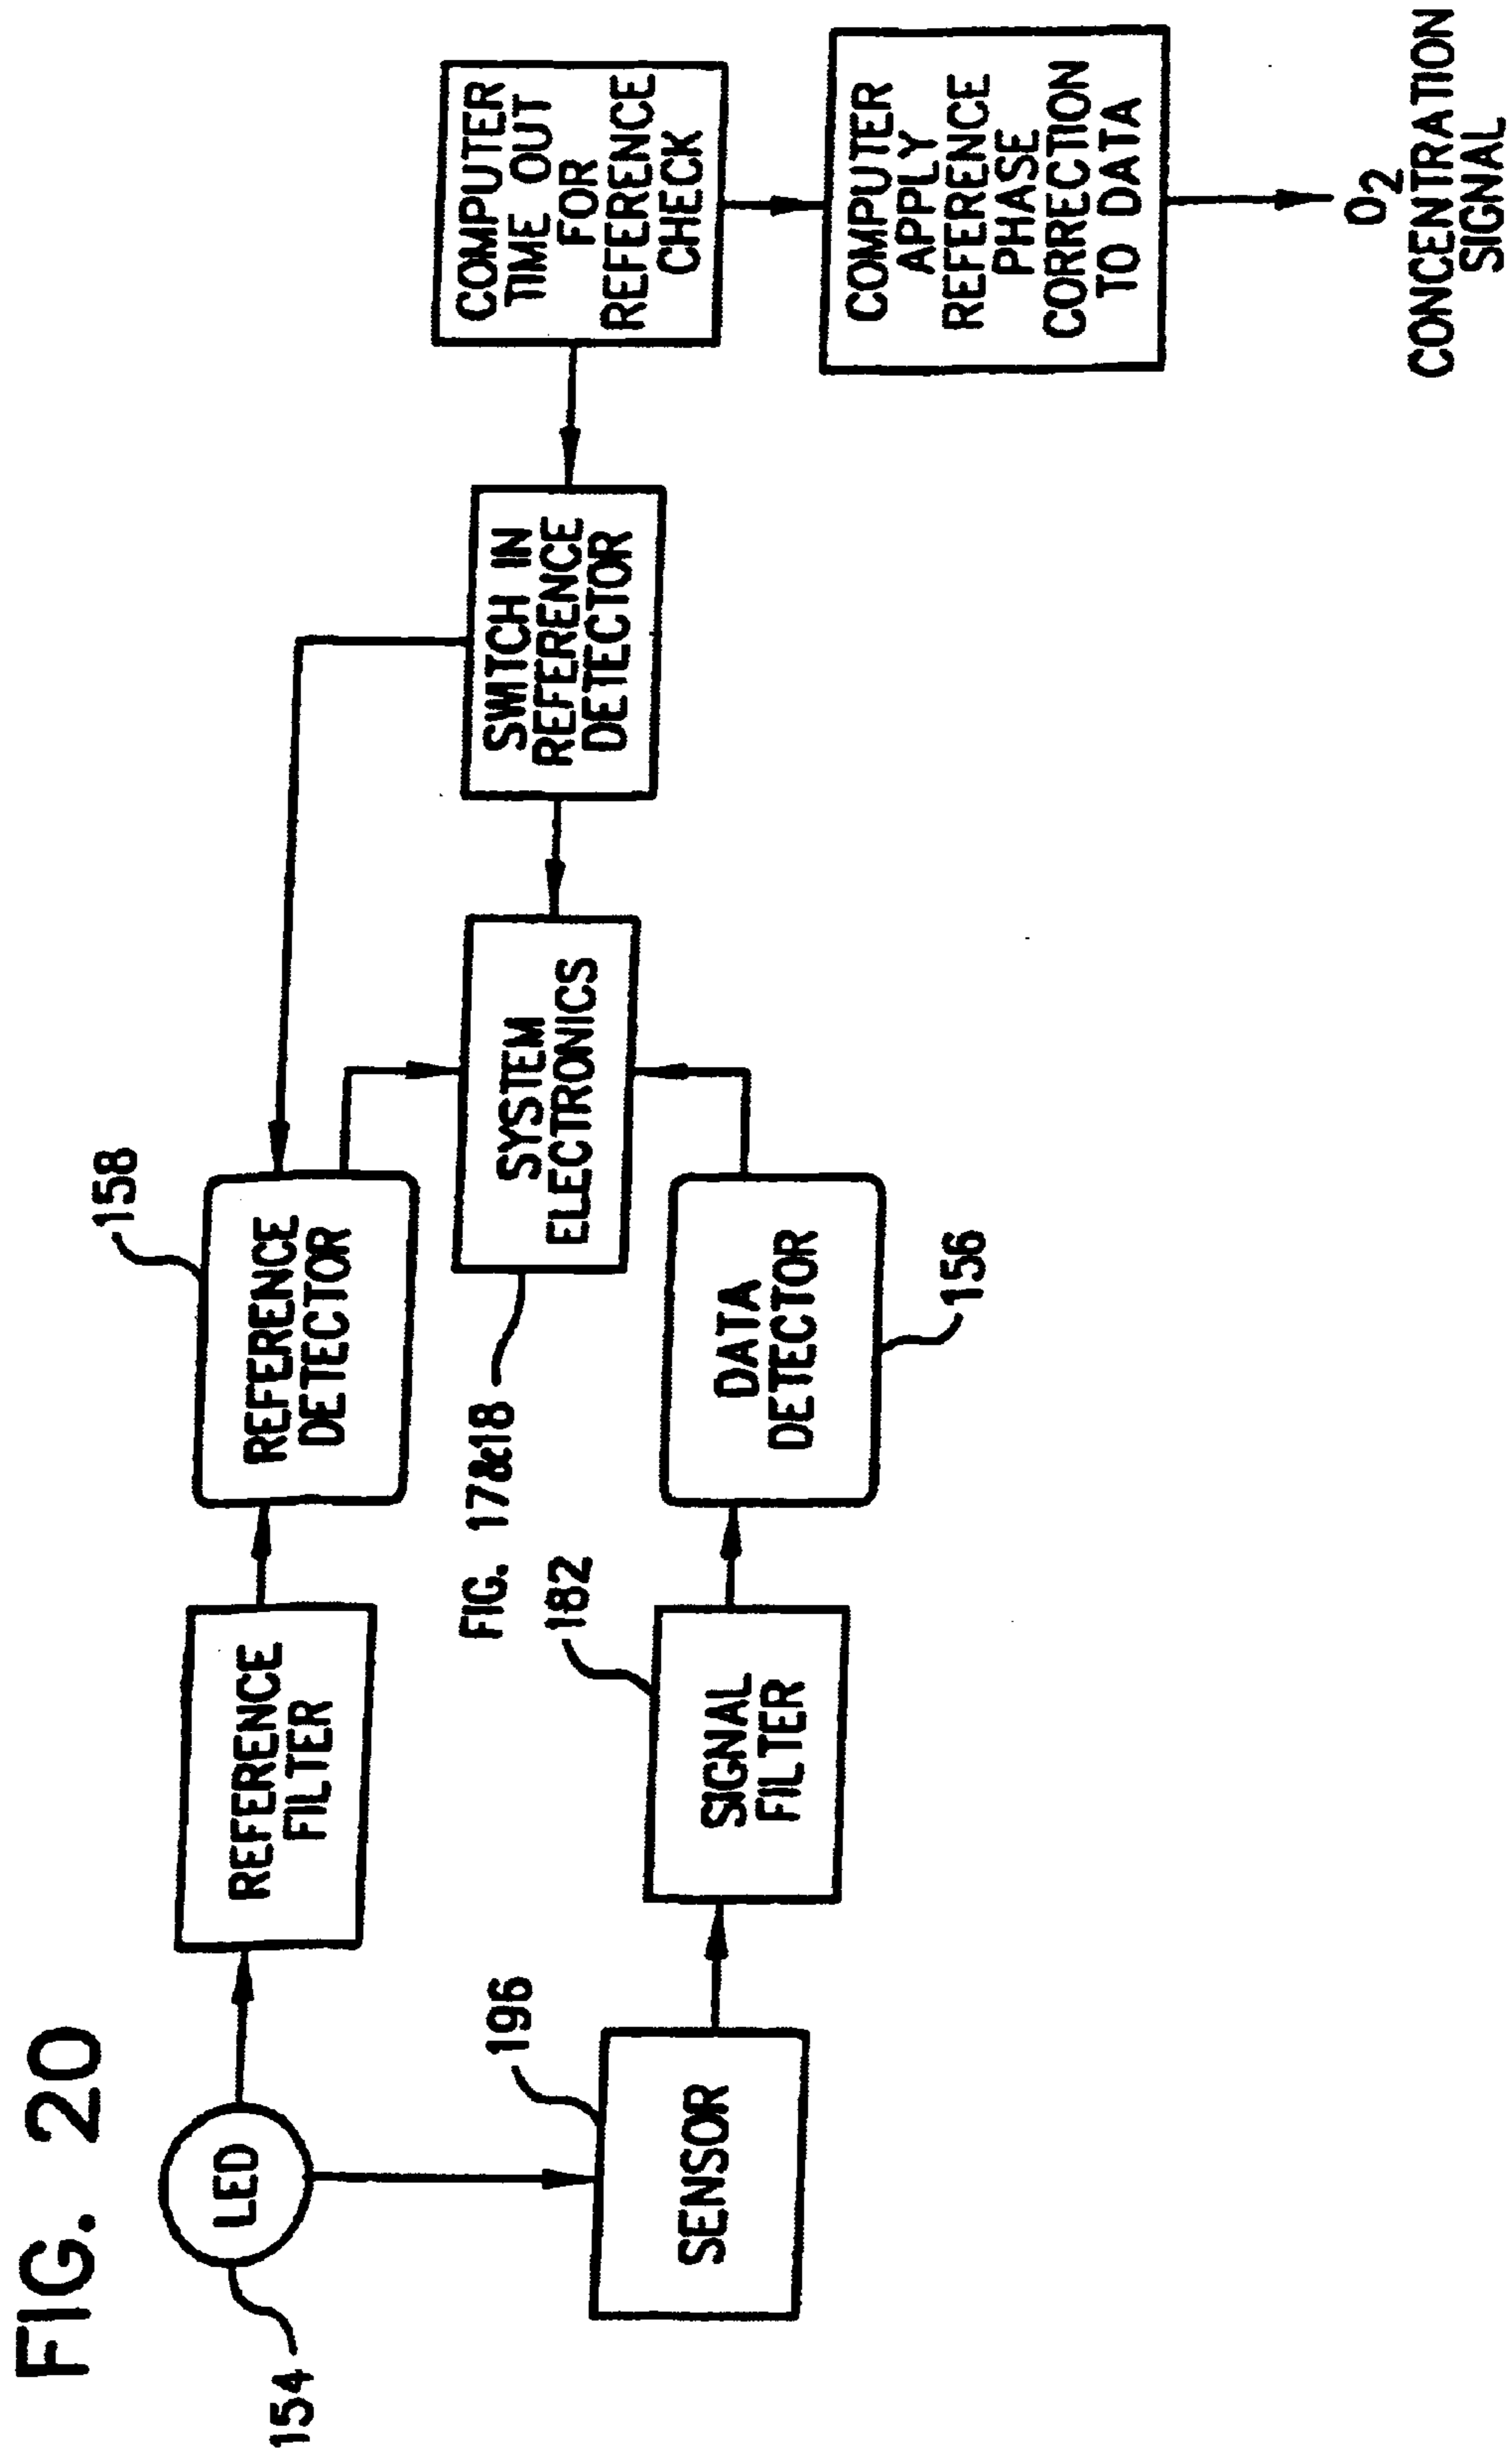 FIG. 20
154
LED
REFERENCE
FILTER
158
REFERENCE
DETECTOR
196
SENSOR
182
SIGNAL
FILTER
156
DATA
DETECTOR
FIG. 17&18
SYSTEM
ELECTRONICS
SWITCH IN
REFERENCE
DETECTOR
COMPUTER
TIME OUT
FOR
REFERENCE
CHECK
COMPUTER
APPLY
REFERENCE
PHASE
CORRECTION
TO DATA
O2
CONCENTRATION
SIGNAL